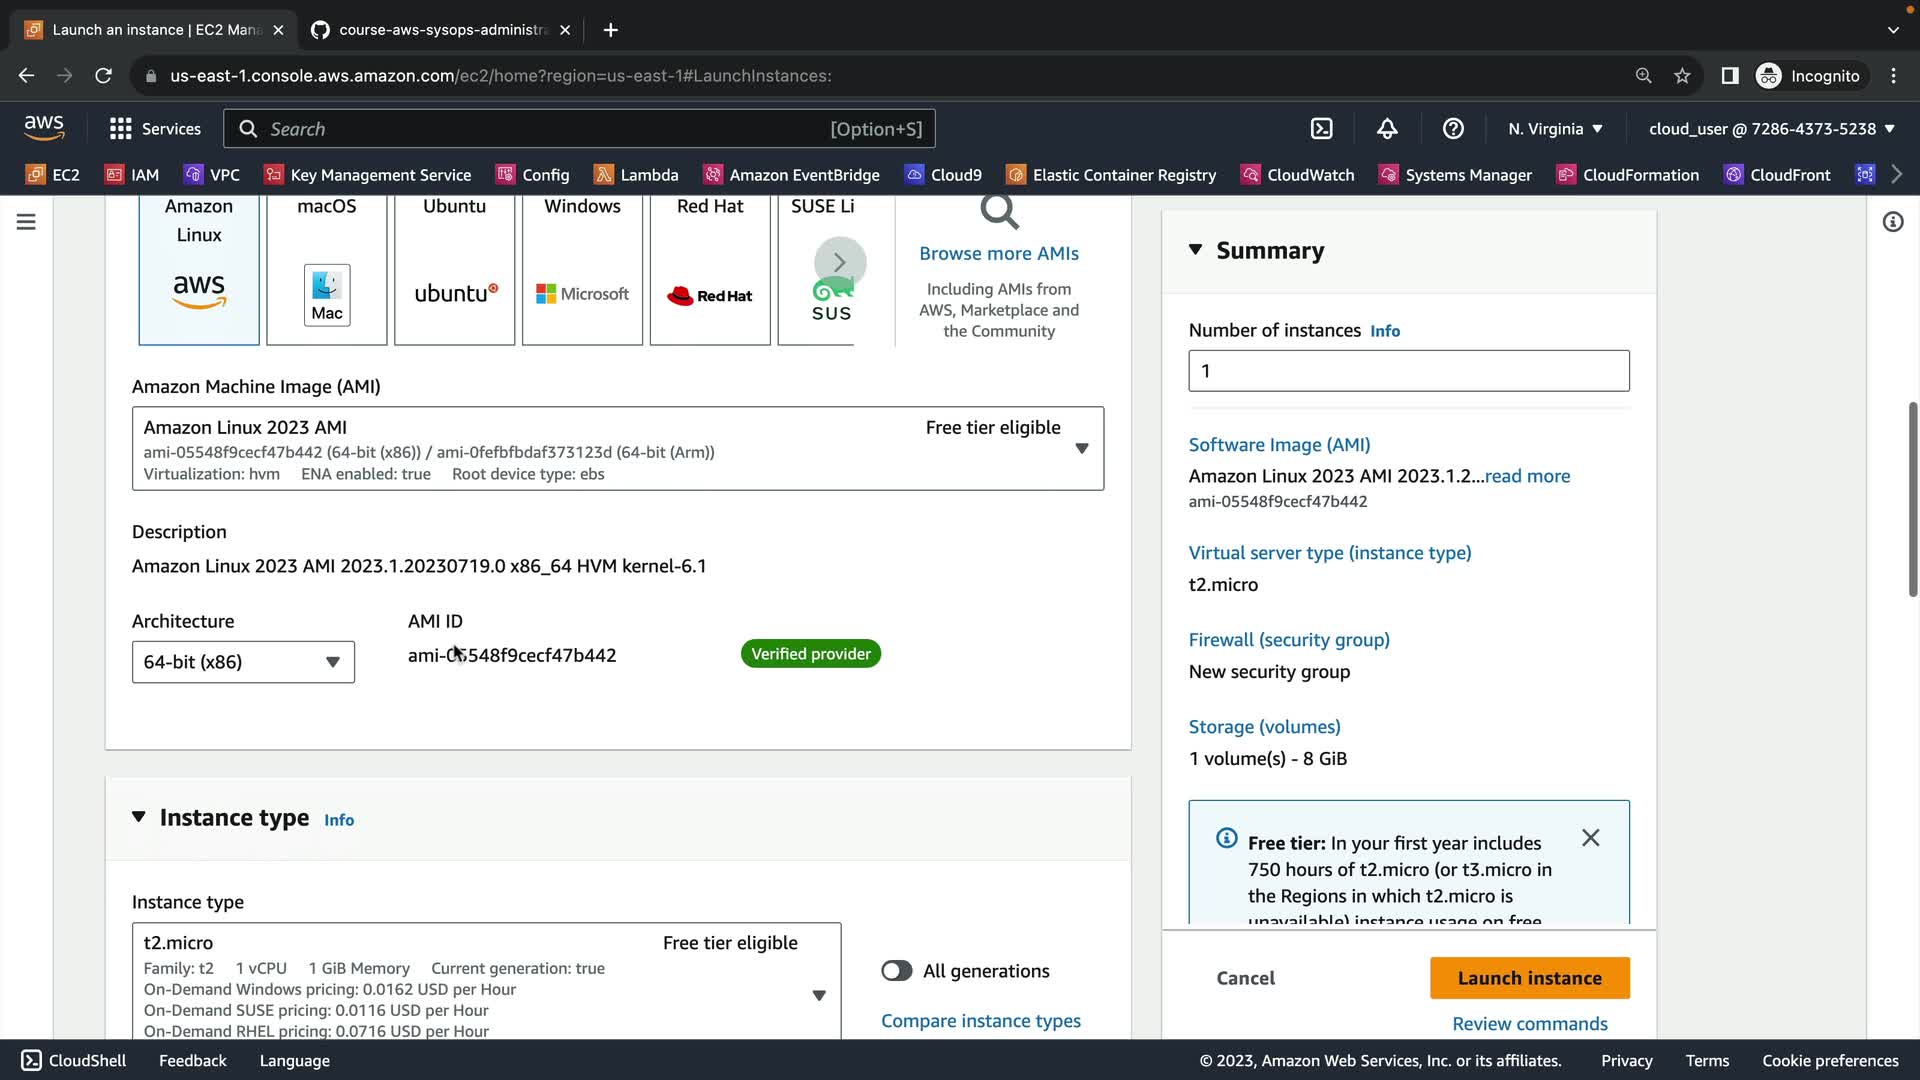 Launch an instance | EC2 Mana
course-aws-sysops-administra
us-east-1.console.aws.amazon.com/ec2/home?region=us-east-1#LaunchInstances:
Incognito
aws
Services
Search
[Option+S]
N. Virginia
cloud_user @ 7286-4373-5238
EC2
IAM
VPC
Key Management Service
Config
Lambda
Amazon EventBridge
Cloud9
Elastic Container Registry
CloudWatch
Systems Manager
CloudFormation
CloudFront
Amazon
Linux
aws
macOS
Mac
Ubuntu
ubuntu
Windows
Microsoft
Red Hat
Red Hat
SUSE Li
SUS
Browse more AMIs
Including AMIs from
AWS, Marketplace and
the Community
Amazon Machine Image (AMI)
Amazon Linux 2023 AMI
Free tier eligible
ami-05548f9cecf47b442 (64-bit (x86)) / ami-0fefbfbdaf373123d (64-bit (Arm))
Virtualization: hvm ENA enabled: true Root device type: ebs
Description
Amazon Linux 2023 AMI 2023.1.20230719.0 x86_64 HVM kernel-6.1
Architecture
AMI ID
64-bit (x86)
ami-05548f9cecf47b442
Verified provider
Instance type Info
Instance type
t2.micro
Free tier eligible
Family: t2 1 vCPU 1 GiB Memory Current generation: true
On-Demand Windows pricing: 0.0162 USD per Hour
On-Demand SUSE pricing: 0.0116 USD per Hour
On-Demand RHEL pricing: 0.0716 USD per Hour
All generations
Compare instance types
Summary
Number of instances Info
1
Software Image (AMI)
Amazon Linux 2023 AMI 2023.1.2...read more
ami-05548f9cecf47b442
Virtual server type (instance type)
t2.micro
Firewall (security group)
New security group
Storage (volumes)
1 volume(s) - 8 GiB
Free tier: In your first year includes
750 hours of t2.micro (or t3.micro in
the Regions in which t2.micro is
unavailable) instance usage on free
Cancel
Launch instance
Review commands
CloudShell
Feedback
Language
© 2023, Amazon Web Services, Inc. or its affiliates.
Privacy
Terms
Cookie preferences